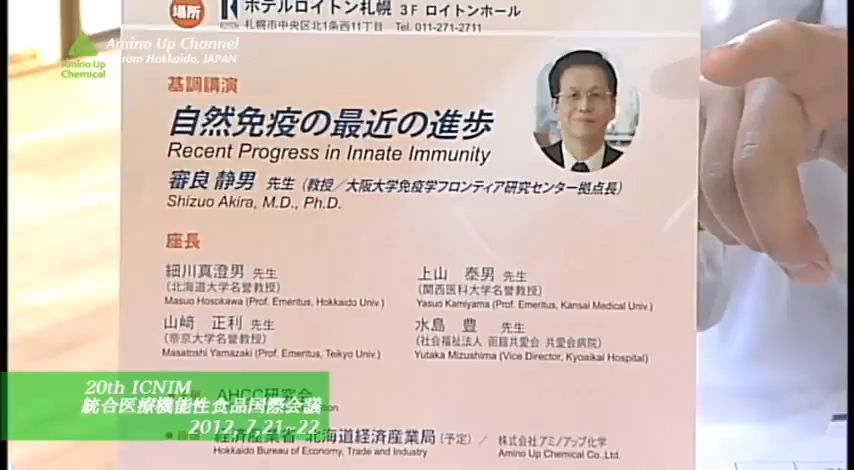 場所 ホテルロイトン札幌 3F ロイトンホール
札幌市中央区北1条西11丁目 Tel. 011-271-2711
Amino Up Channel
from Hokkaido, JAPAN
Amino Up
Chemical
基調講演
自然免疫の最近の進歩
Recent Progress in Innate Immunity
審良 静男 先生（教授／大阪大学免疫学フロンティア研究センター拠点長）
Shizuo Akira, M.D., Ph.D.
座長
細川真澄男 先生
（北海道大学名誉教授）
Masuo Hosokawa (Prof. Emeritus, Hokkaido Univ.)
上山 泰男 先生
（関西医科大学名誉教授）
Yasuo Kamiyama (Prof. Emeritus, Kansai Medical Univ.)
山﨑 正利 先生
（帝京大学名誉教授）
Masatoshi Yamazaki (Prof. Emeritus, Teikyo Univ.)
水島 豊 先生
（社会福祉法人 函館共愛会 共愛会病院）
Yutaka Mizushima (Vice Director, Kyoaikai Hospital)
20th ICNIM
統合医療機能性食品国際会議
2012. 7.21~22
AHCC研究会
経済産業省 北海道経済産業局（予定）／ 株式会社アミノアップ化学
Hokkaido Bureau of Economy, Trade and Industry Amino Up Chemical Co., Ltd.